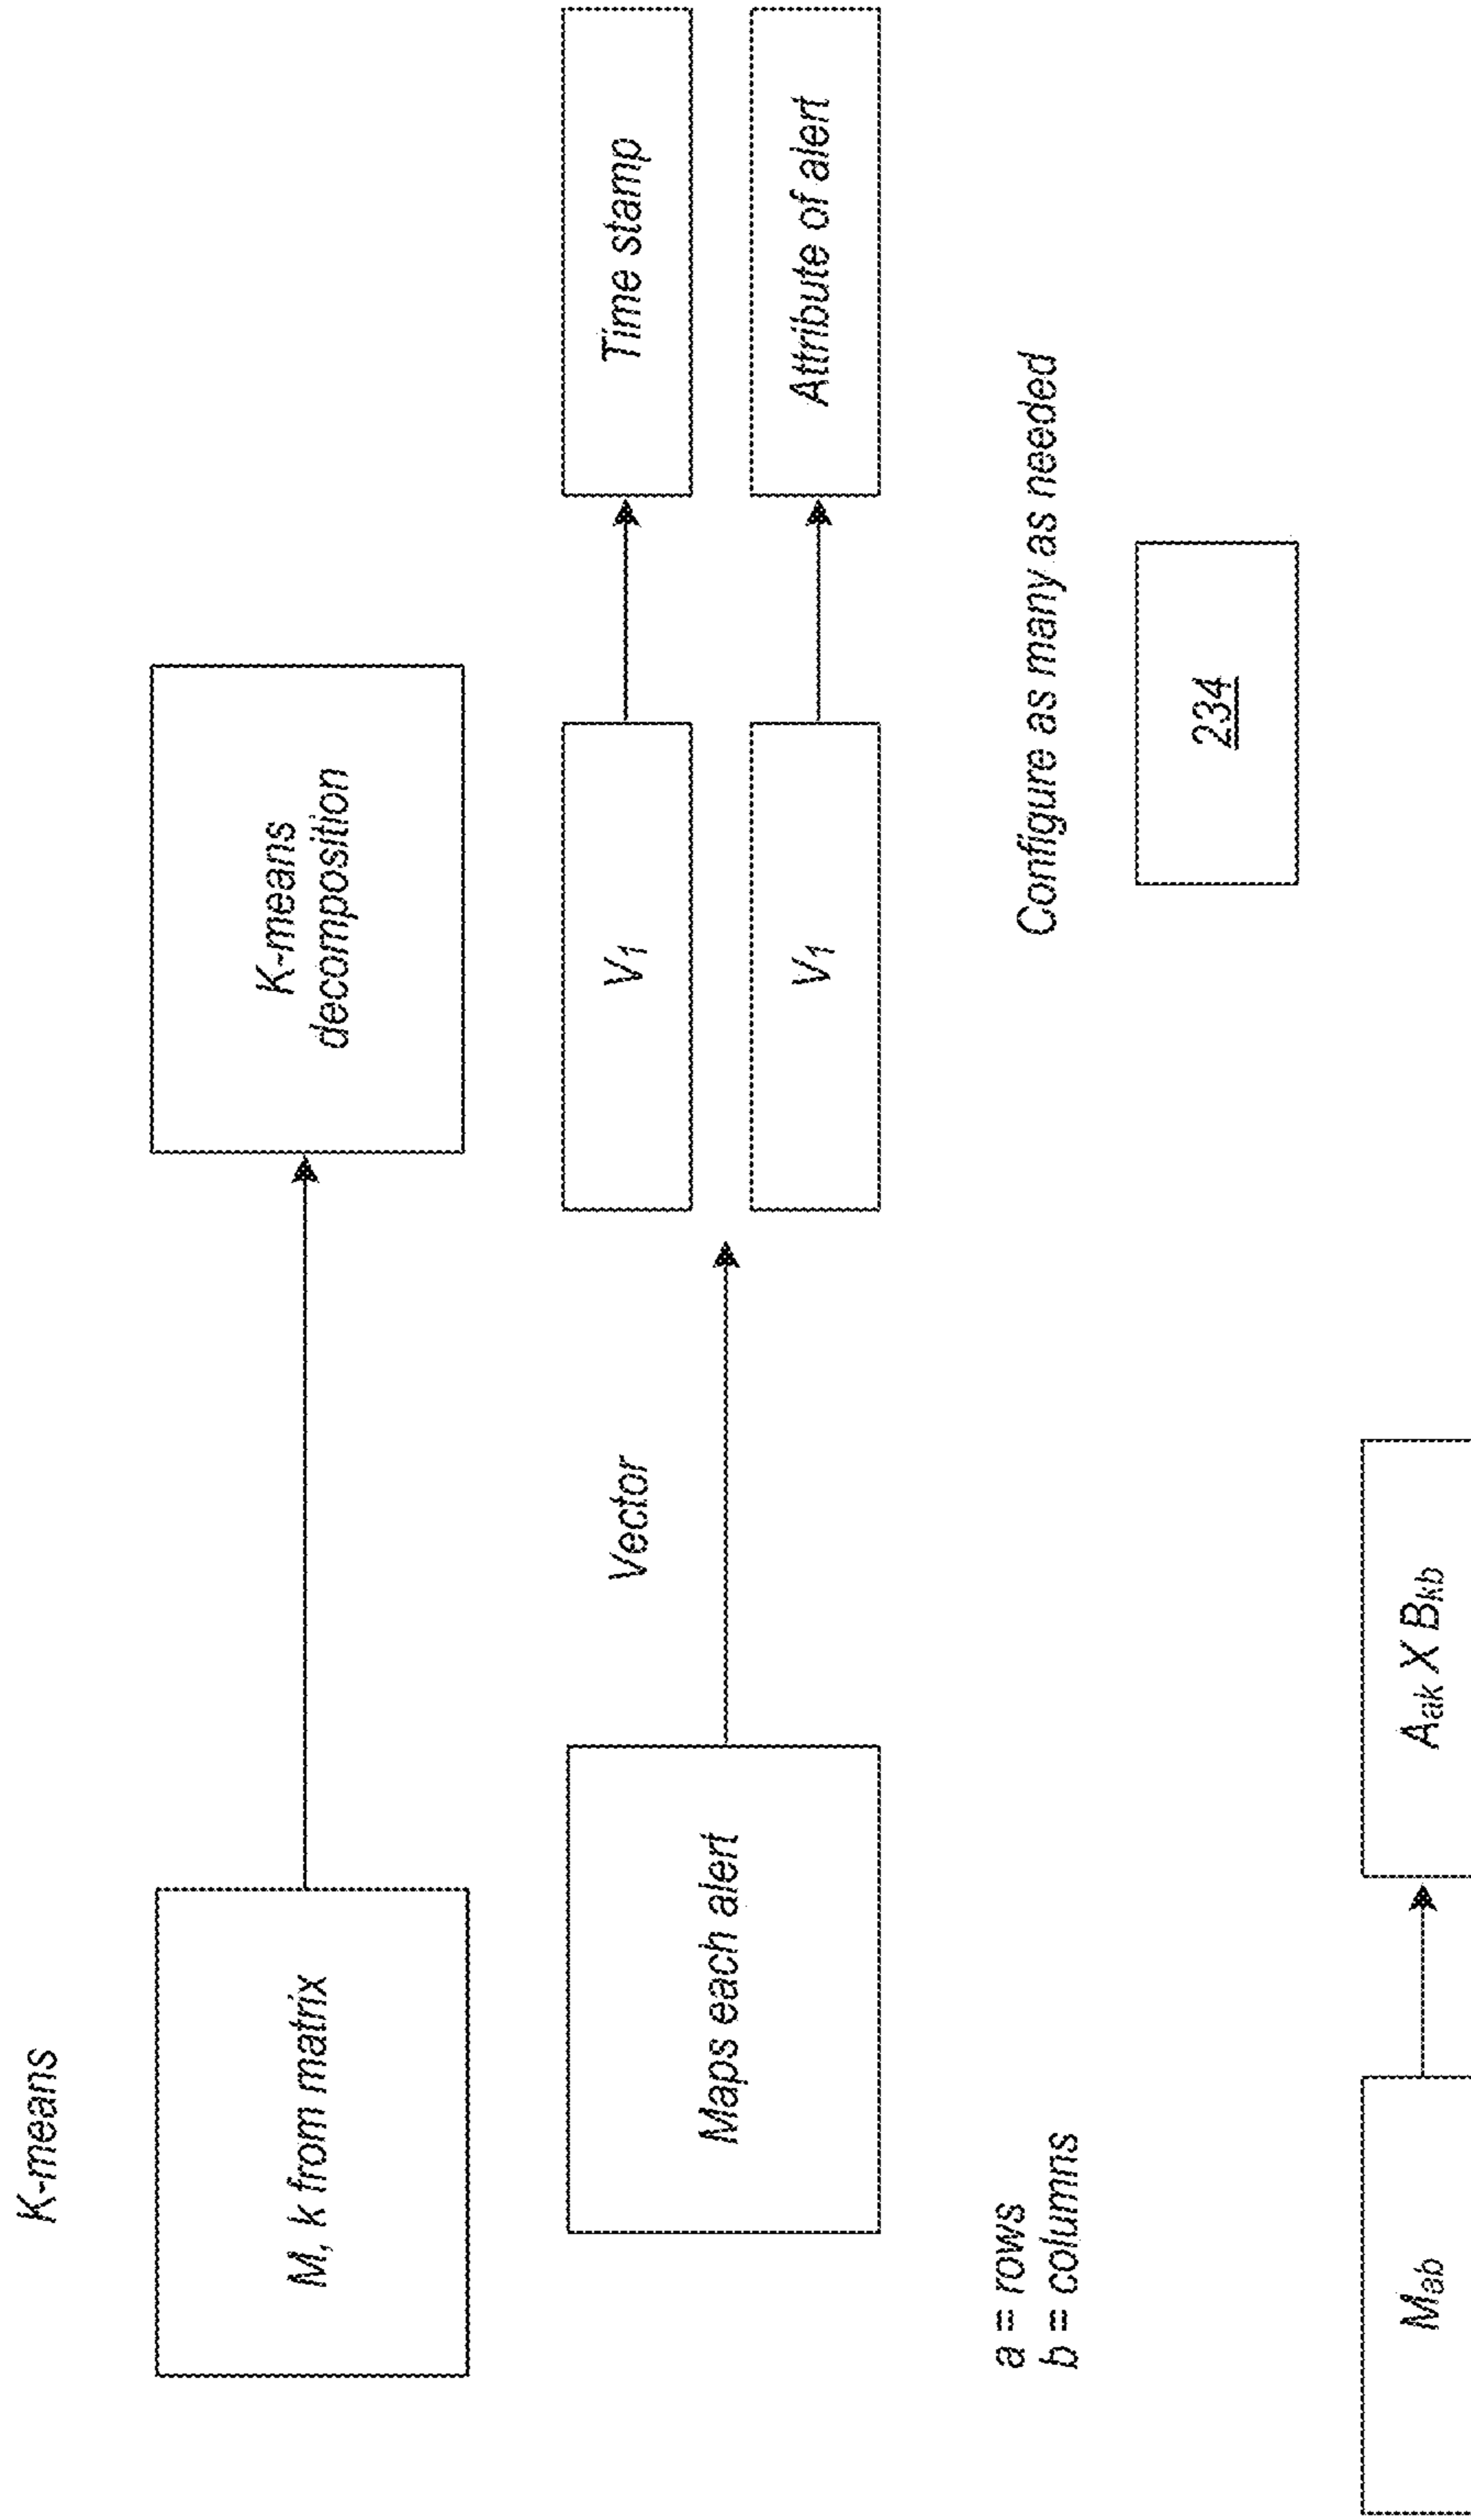 K-means
M, k from matrix
K-means
decomposition
Maps each alert
Vector
V1
Time stamp
V1
Attribute of alert
a = rows
b = columns
Configure as many as needed
234
Mab
Aak X Bkb